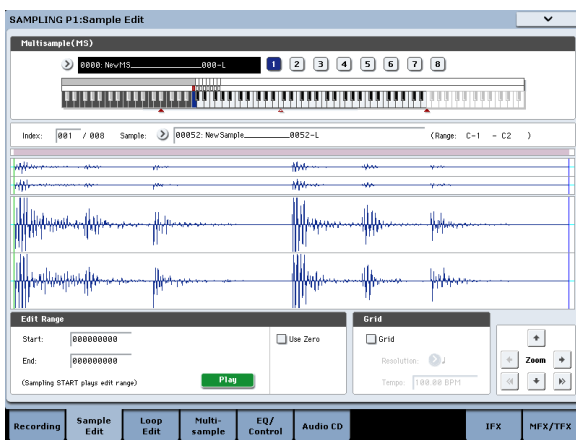 SAMPLING P1:Sample Edit
Multisample(MS)
0000: NewMS______________000-L
1 2 3 4 5 6 7 8
Index: 001 / 008 Sample: 00052: NewSample_________0052-L (Range: C-1 - C2 )
Edit Range
Start: 000000000
Use Zero
End: 000000000
(Sampling START plays edit range)
Play
Grid
Grid
Resolution:
Tempo: 100.00 BPM
Zoom
Recording
Sample Edit
Loop Edit
Multi-sample
EQ/ Control
Audio CD
IFX
MFX/TFX